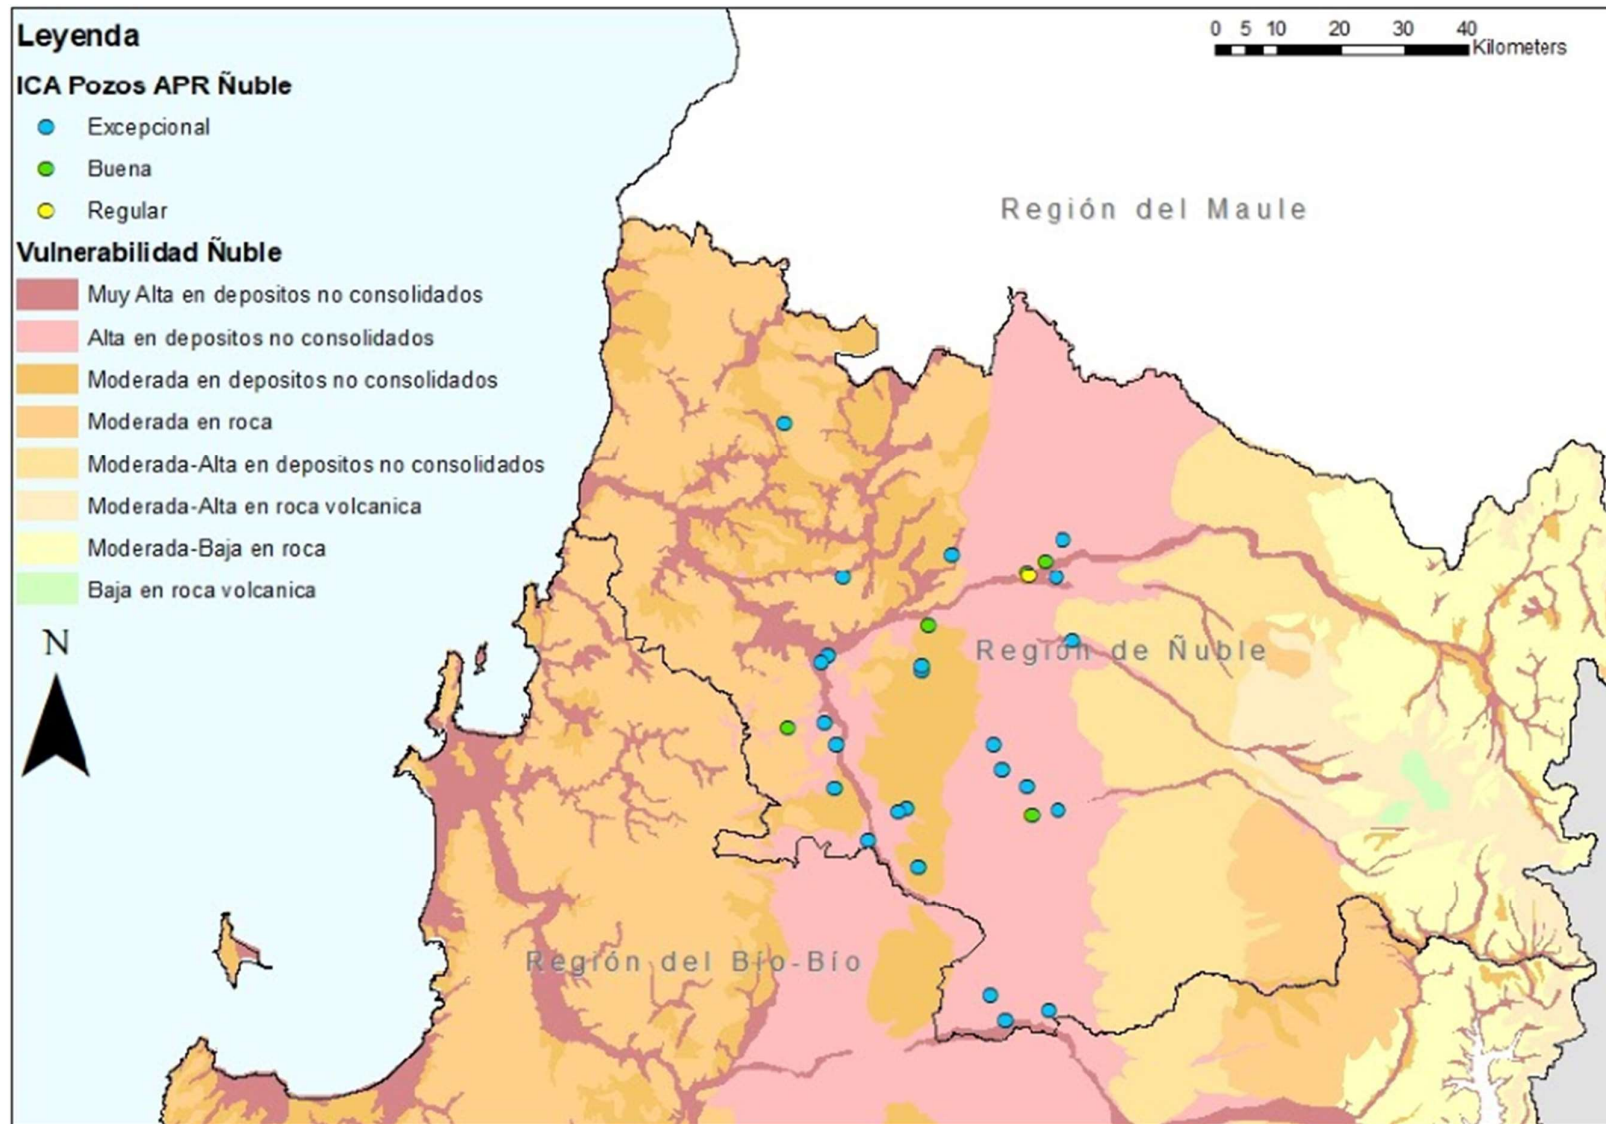 Leyenda
ICA Pozos APR Ñuble
Excepcional
Buena
Regular
Vulnerabilidad Ñuble
Muy Alta en depositos no consolidados
Alta en depositos no consolidados
Moderada en depositos no consolidados
Moderada en roca
Moderada-Alta en depositos no consolidados
Moderada-Alta en roca volcanica
Moderada-Baja en roca
Baja en roca volcanica
N
0 5 10 20 30 40
Kilometers
Región del Maule
Región de Ñuble
Región del Bío-Bío